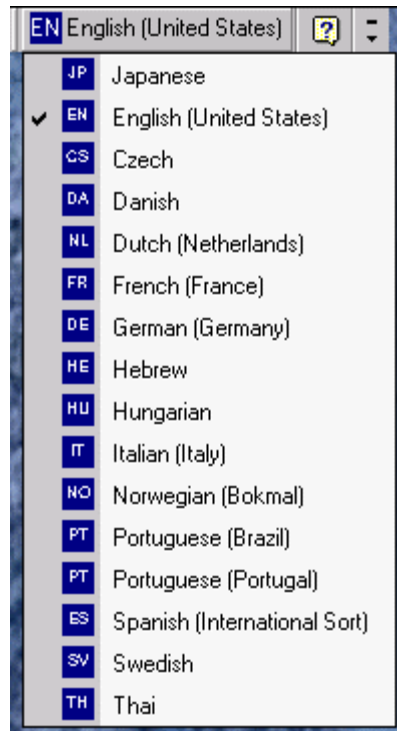 EN English (United States)
JP Japanese
EN English (United States)
CS Czech
DA Danish
NL Dutch (Netherlands)
FR French (France)
DE German (Germany)
HE Hebrew
HU Hungarian
IT Italian (Italy)
NO Norwegian (Bokmal)
PT Portuguese (Brazil)
PT Portuguese (Portugal)
ES Spanish (International Sort)
SV Swedish
TH Thai